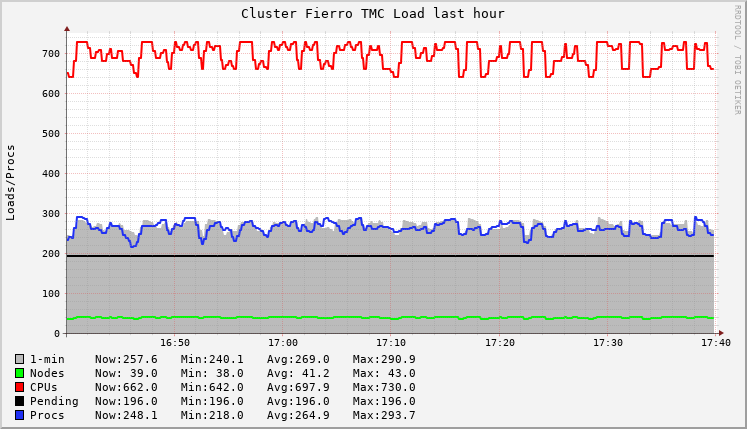 Cluster Fierro TMC Load last hour
RRDTOOL / TOBI OETIKER
Loads/Procs
700
600
500
400
300
200
100
0
16:50 17:00 17:10 17:20 17:30 17:40
1-min Now:257.6 Min:240.1 Avg:269.0 Max:290.9
Nodes Now: 39.0 Min: 38.0 Avg: 41.2 Max: 43.0
CPUs Now:662.0 Min:642.0 Avg:697.9 Max:730.0
Pending Now:196.0 Min:196.0 Avg:196.0 Max:196.0
Procs Now:248.1 Min:218.0 Avg:264.9 Max:293.7